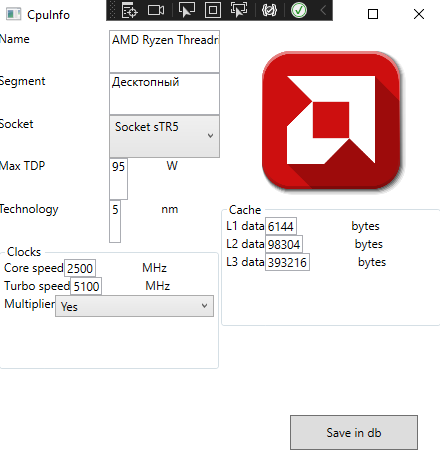 CpuInfo
Name
AMD Ryzen Threadr
Segment
Десктопный
Socket
Socket sTR5
Max TDP
95
W
Technology
5
nm
Clocks
Core speed 2500 MHz
Turbo speed 5100 MHz
Multiplier Yes
Cache
L1 data 6144 bytes
L2 data 98304 bytes
L3 data 393216 bytes
Save in db